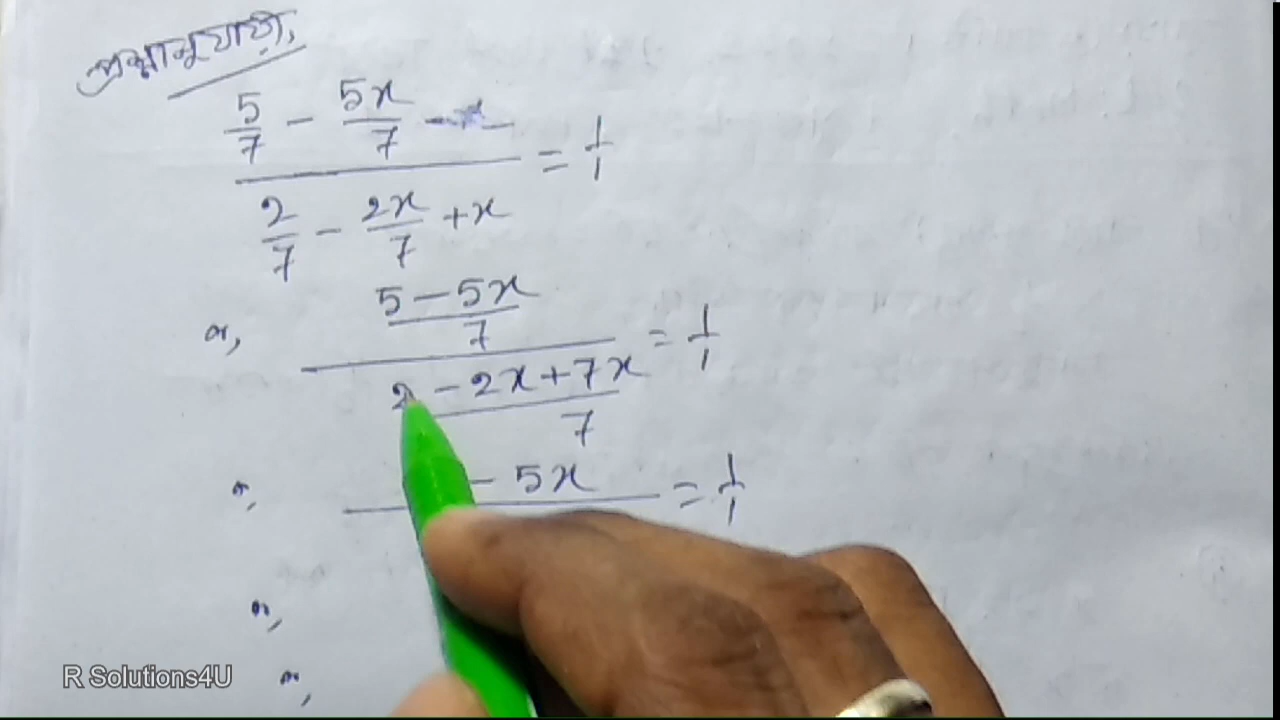 প্রশ্নানুযায়ী,
5/7 - 5x/7 -
= 1/1
2/7 - 2x/7 + x
বা,
5 - 5x
7
= 1/1
2 - 2x + 7x
7
বা,
- 5x
= 1/1
বা,
বা,
R Solutions4U